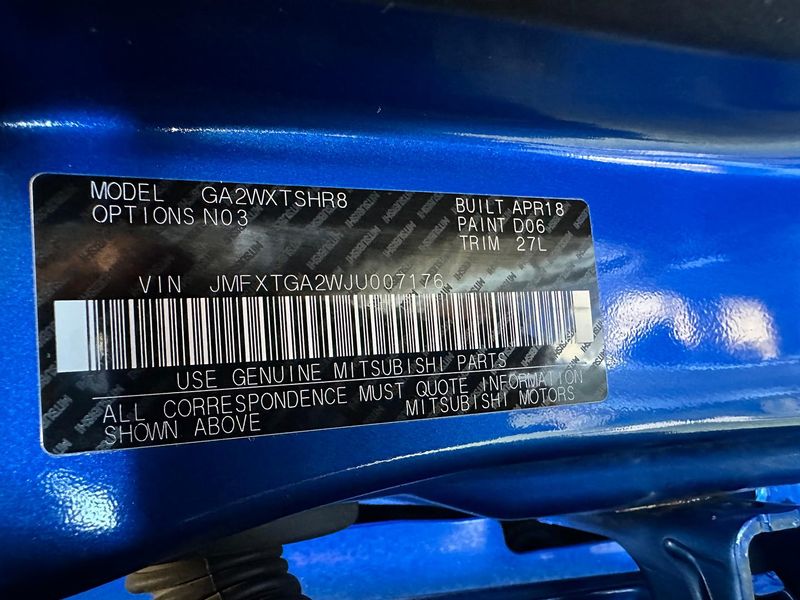 MODEL GA2WXTSHR8 BUILT APR18
OPTIONS N03 PAINT D06
TRIM 27L
VIN JMFXTGA2WJU007176
USE GENUINE MITSUBISHI PARTS
ALL CORRESPONDENCE MUST QUOTE INFORMATION
SHOWN ABOVE MITSUBISHI MOTORS